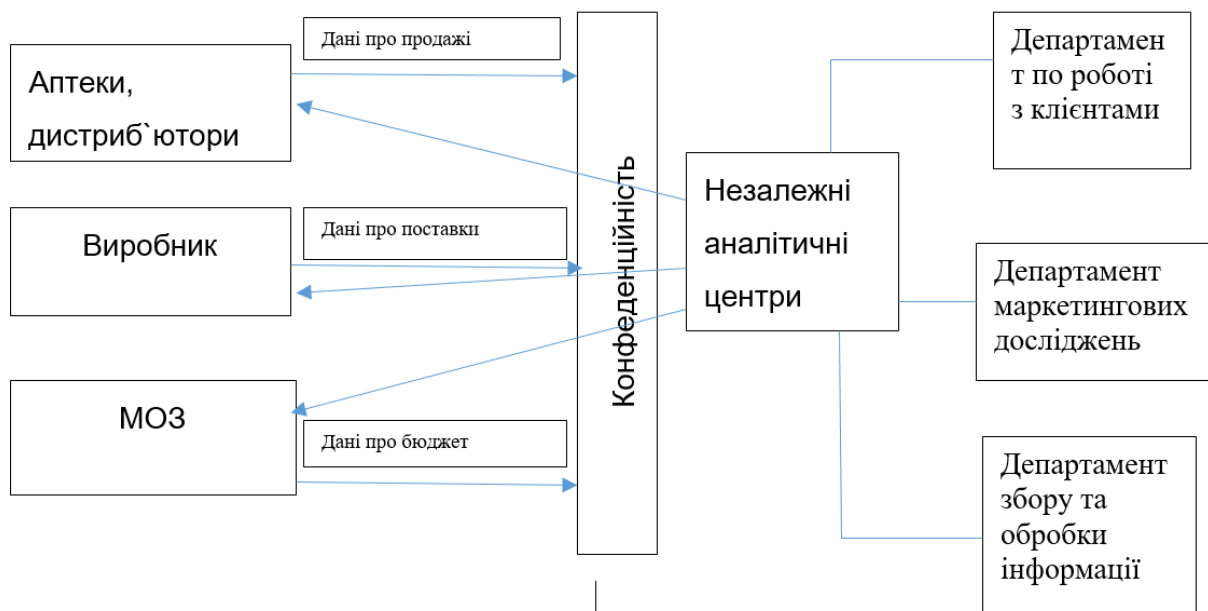 Дані про продажі
Аптеки,
дистриб`ютори
Дані про поставки
Виробник
МОЗ
Дані про бюджет
Конфеденційність
Незалежні
аналітичні
центри
Департамен
т по роботі
з клієнтами
Департамент
маркетингових
досліджень
Департамент
збору та
обробки
інформації